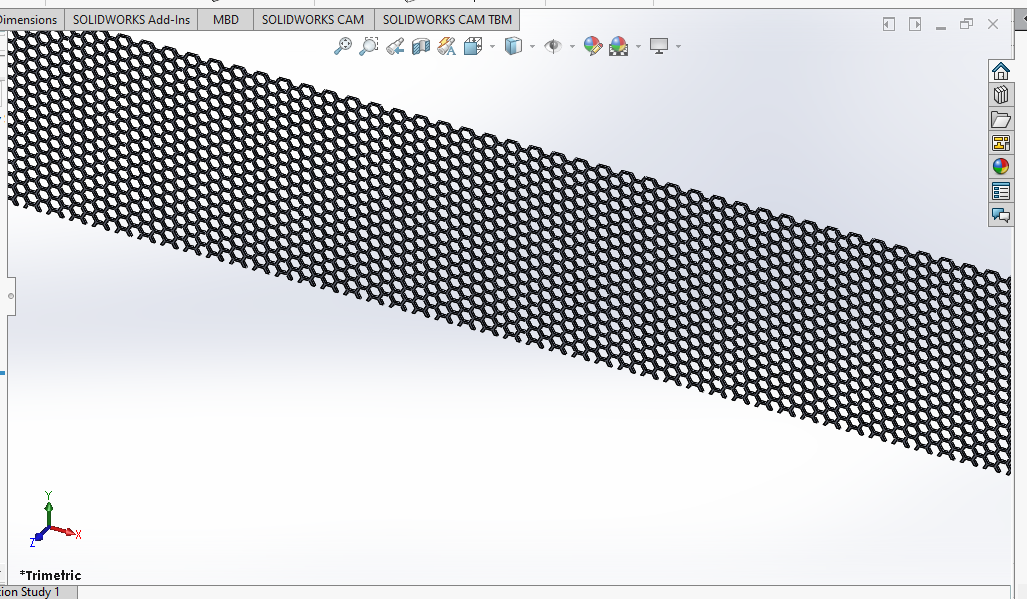 Dimensions SOLIDWORKS Add-Ins MBD SOLIDWORKS CAM SOLIDWORKS CAM TBM
Y
X
Z
*Trimetric
ion Study 1